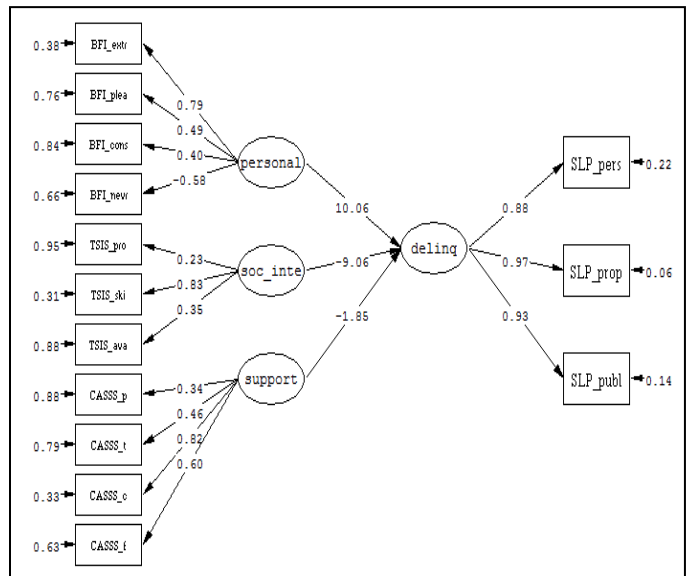 0.38 BFI_extr
0.76 BFI_plea
0.84 BFI_cons
0.66 BFI_new
0.95 TSIS_pro
0.31 TSIS_ski
0.88 TSIS_ava
0.88 CASSS_p
0.79 CASSS_t
0.33 CASSS_c
0.63 CASSS_f
0.79
0.49
0.40
-0.58
0.23
0.83
0.35
0.34
0.46
0.82
0.60
personal
soc_inte
support
10.06
-9.06
-1.85
delinq
0.88
0.97
0.93
SLP_pers 0.22
SLP_prop 0.06
SLP_publ 0.14